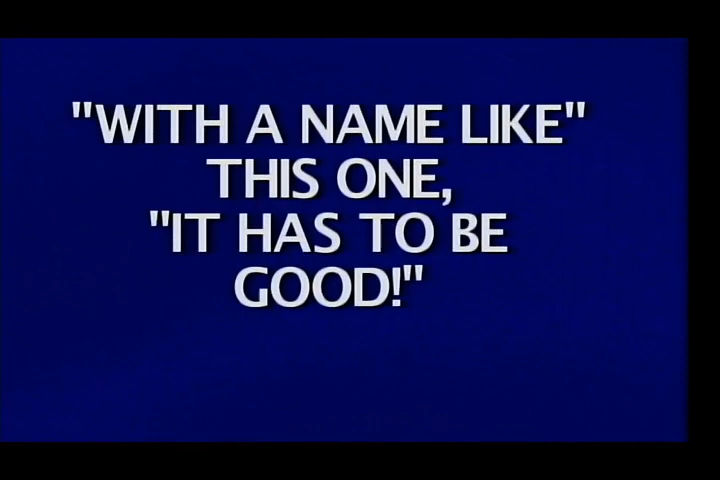 "WITH A NAME LIKE"
THIS ONE,
"IT HAS TO BE
GOOD!"